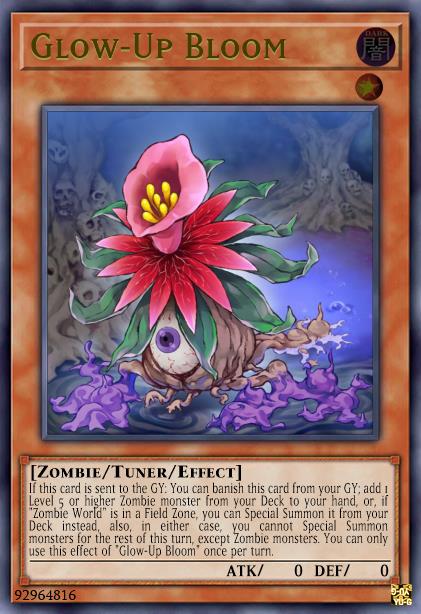 Glow-Up Bloom
DARK
闇
[Zombie/Tuner/Effect]
If this card is sent to the GY: You can banish this card from your GY; add 1
Level 5 or higher Zombie monster from your Deck to your hand, or, if
"Zombie World" is in a Field Zone, you can Special Summon it from your
Deck instead, also, in either case, you cannot Special Summon
monsters for the rest of this turn, except Zombie monsters. You can only
use this effect of "Glow-Up Bloom" once per turn.
ATK/ 0 DEF/ 0
92964816